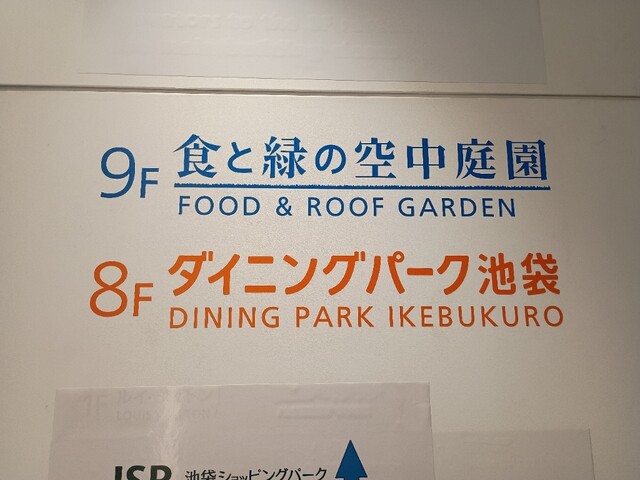 9F 食と緑の空中庭園
FOOD & ROOF GARDEN
8F ダイニングパーク池袋
DINING PARK IKEBUKURO
ISP 池袋ショッピングパーク